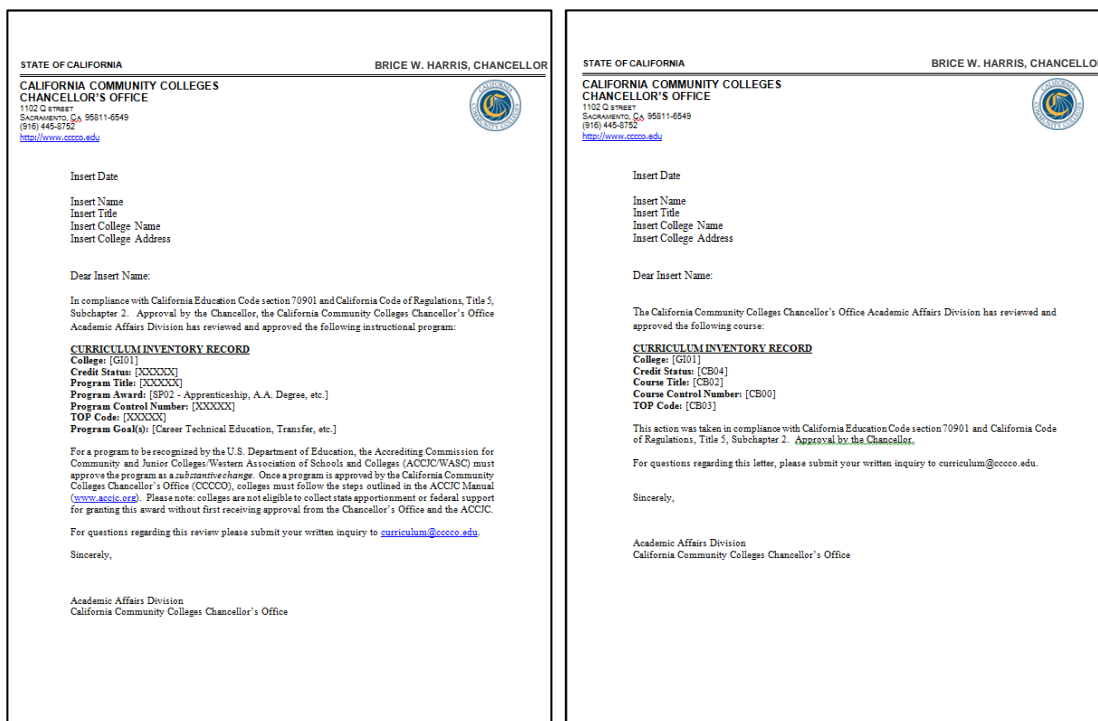 STATE OF CALIFORNIA
BRICE W. HARRIS, CHANCELLOR
CALIFORNIA COMMUNITY COLLEGES
CHANCELLOR'S OFFICE
1102 Q STREET
SACRAMENTO, CA 95811-6549
(916) 445-8752
http://www.cccco.edu
Insert Date
Insert Name
Insert Title
Insert College Name
Insert College Address
Dear Insert Name:
In compliance with California Education Code section 70901 and California Code of Regulations, Title 5,
Subchapter 2. Approval by the Chancellor, the California Community Colleges Chancellor's Office
Academic Affairs Division has reviewed and approved the following instructional program:
CURRICULUM INVENTORY RECORD
College: [GI01]
Credit Status: [XXXXX]
Program Title: [XXXXX]
Program Award: [SP02 - Apprenticeship, A.A. Degree, etc.]
Program Control Number: [XXXXX]
TOP Code: [XXXXX]
Program Goal(s): [Career Technical Education, Transfer, etc.]
For a program to be recognized by the U.S. Department of Education, the Accrediting Commission for
Community and Junior Colleges/Western Association of Schools and Colleges (ACCJC/WASC) must
approve the program as a substantive change. Once a program is approved by the California Community
Colleges Chancellor's Office (CCCCO), colleges must follow the steps outlined in the ACCJC Manual
(www.accjc.org). Please note: colleges are not eligible to collect state apportionment or federal support
for granting this award without first receiving approval from the Chancellor's Office and the ACCJC.
For questions regarding this review please submit your written inquiry to curriculum@cccco.edu.
Sincerely,
Academic Affairs Division
California Community Colleges Chancellor's Office
STATE OF CALIFORNIA
BRICE W. HARRIS, CHANCELLO
CALIFORNIA COMMUNITY COLLEGES
CHANCELLOR'S OFFICE
1102 Q STREET
SACRAMENTO, CA 95811-6549
(916) 445-8752
http://www.cccco.edu
Insert Date
Insert Name
Insert Title
Insert College Name
Insert College Address
Dear Insert Name:
The California Community Colleges Chancellor's Office Academic Affairs Division has reviewed and
approved the following course:
CURRICULUM INVENTORY RECORD
College: [GI01]
Credit Status: [CB04]
Course Title: [CB02]
Course Control Number: [CB00]
TOP Code: [CB03]
This action was taken in compliance with California Education Code section 70901 and California Code
of Regulations, Title 5, Subchapter 2. Approval by the Chancellor.
For questions regarding this letter, please submit your written inquiry to curriculum@cccco.edu.
Sincerely,
Academic Affairs Division
California Community Colleges Chancellor's Office